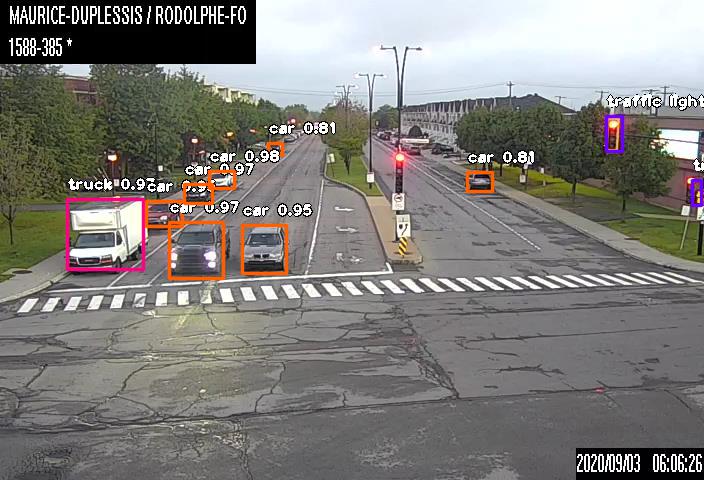 MAURICE-DUPLESSIS / RODOLPHE-FO
1588-385 *
traffic light
car 0.81
car 0.98
car 0.81
car 0.97
truck 0.97
car 0.97
car 0.95
2020/09/03 06:06:26